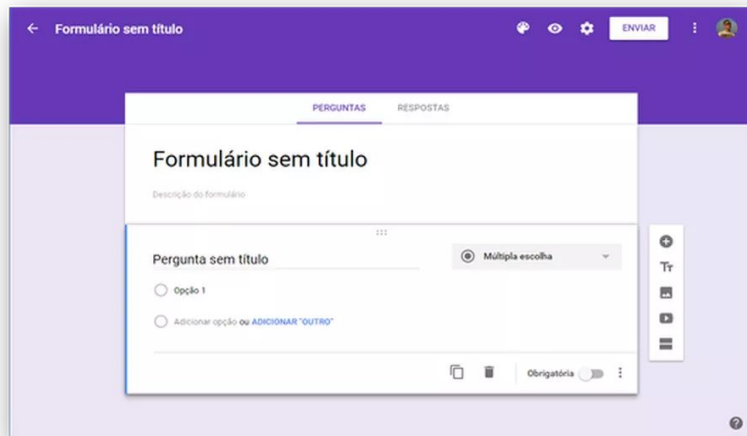 Formulário sem título
ENVIAR
PERGUNTAS RESPOSTAS
Formulário sem título
Descrição do formulário
Pergunta sem título
Múltipla escolha
Opção 1
Adicionar opção ou ADICIONAR "OUTRO"
Obrigatória
Tт